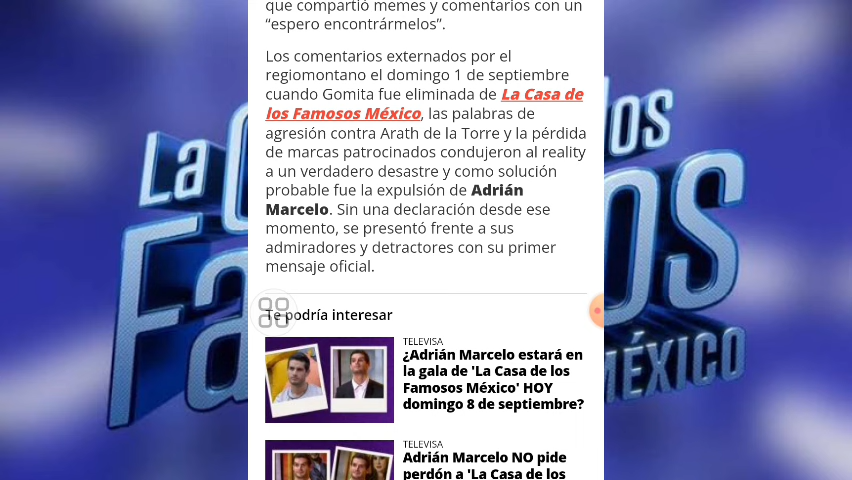 que compartió memes y comentarios con un
“espero encontrármelos”.
Los comentarios externados por el
regiomontano el domingo 1 de septiembre
cuando Gomita fue eliminada de La Casa de
los Famosos México, las palabras de
agresión contra Arath de la Torre y la pérdida
de marcas patrocinados condujeron al reality
a un verdadero desastre y como solución
probable fue la expulsión de Adrián
Marcelo. Sin una declaración desde ese
momento, se presentó frente a sus
admiradores y detractores con su primer
mensaje oficial.
Te podría interesar
TELEVISA
¿Adrián Marcelo estará en
la gala de 'La Casa de los
Famosos México' HOY
domingo 8 de septiembre?
TELEVISA
Adrián Marcelo NO pide
perdón a 'La Casa de los
La
los
Fa
OS
MÉXICO